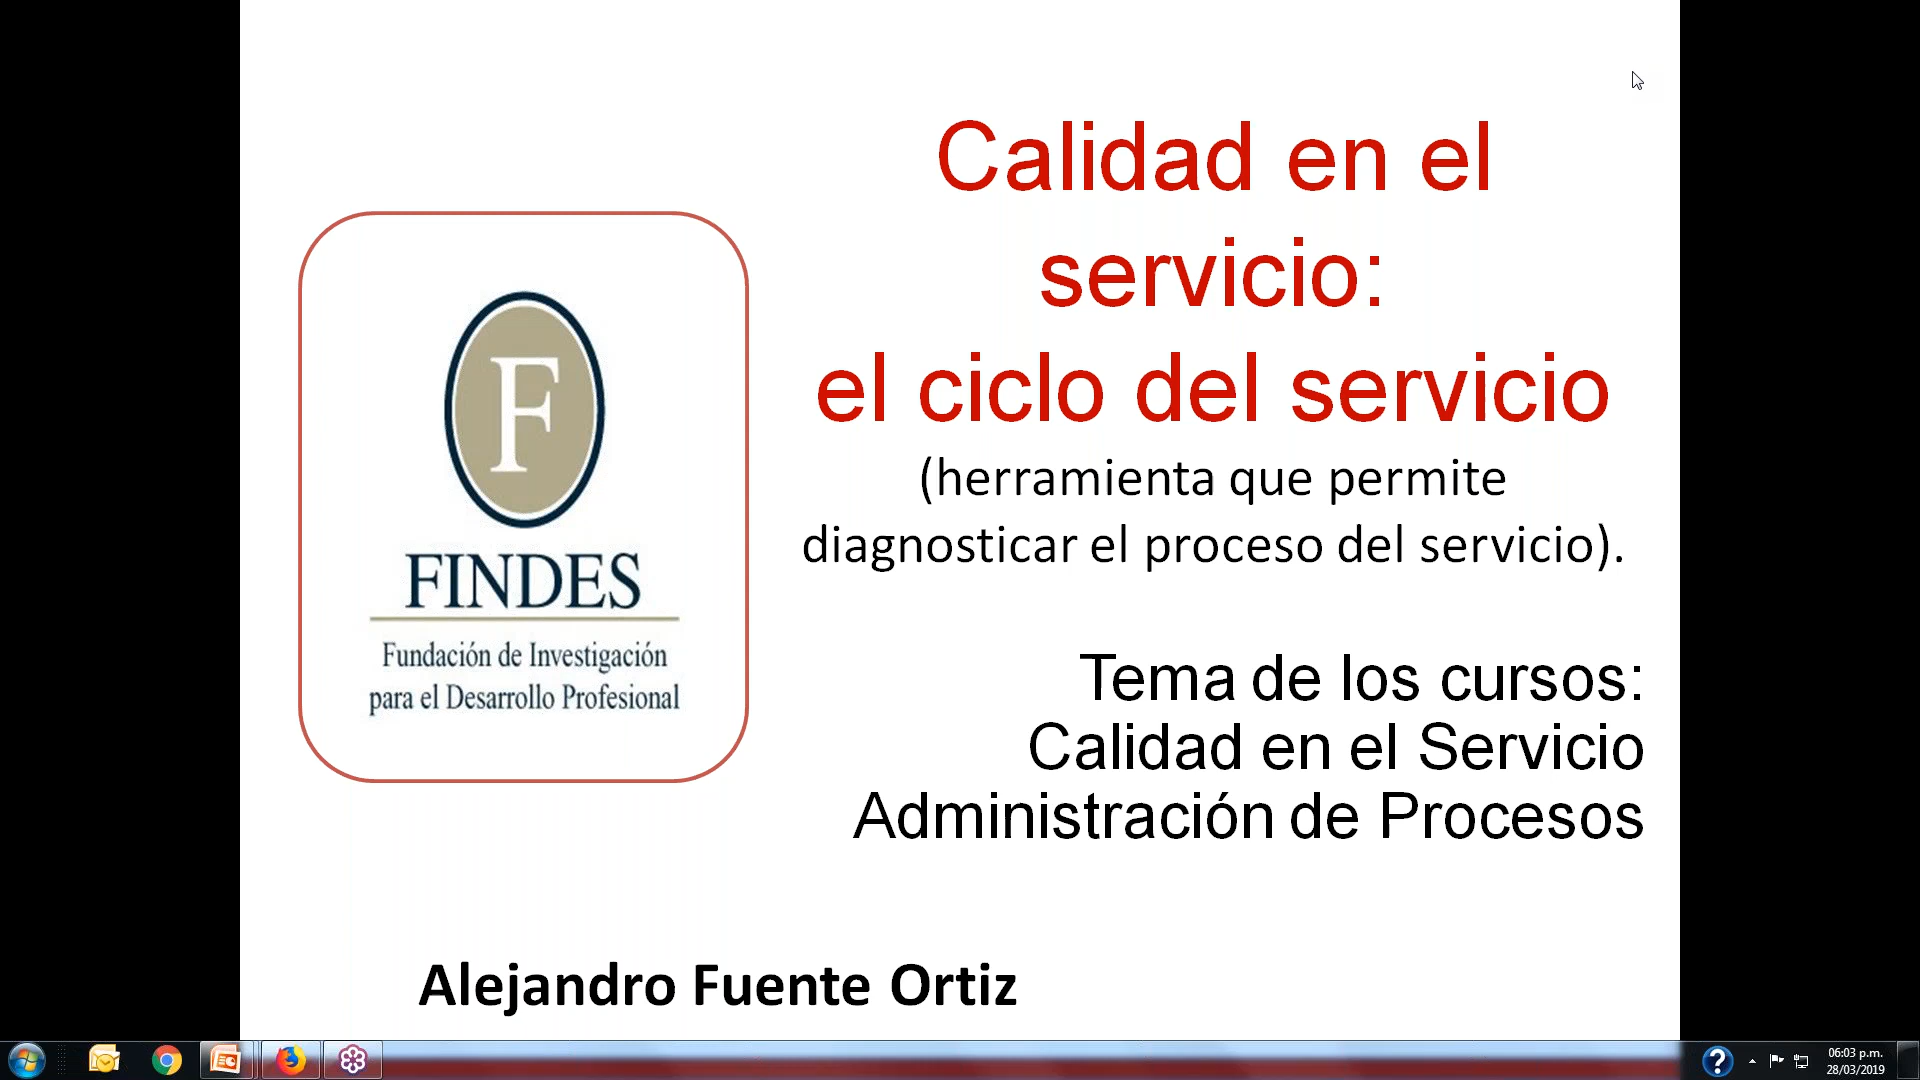 Calidad en el
servicio:
el ciclo del servicio
(herramienta que permite
diagnosticar el proceso del servicio).
F
FINDES
Fundación de Investigación
para el Desarrollo Profesional
Tema de los cursos:
Calidad en el Servicio
Administración de Procesos
Alejandro Fuente Ortiz
06:03 p.m.
28/03/2019